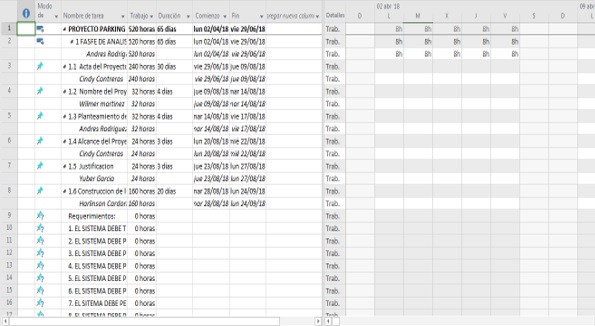 Modo de Nombre de tarea Trabajo Duración Comienzo Fin Detalles 02 abr '18 09 abr
D L M X J V S D L
1 PROYECTO PARKING 520 horas 65 días lun 02/04/18 vie 29/06/18 Trab. 8h 8h 8h 8h 8h
2 1 FASFE DE ANALIS 520 horas 65 días lun 02/04/18 vie 29/06/18 Trab. 8h 8h 8h 8h 8h
Andres Rodrig 520 horas lun 02/04/18 vie 29/06/18 Trab. 8h 8h 8h 8h 8h
3 1.1 Acta del Proyecto 240 horas 30 días vie 29/06/18 jue 09/08/18 Trab.
Cindy Contreras 240 horas vie 29/06/18 jue 09/08/18 Trab.
4 1.2 Nombre del Proy 32 horas 4 días jue 09/08/18 mar 14/08/18 Trab.
Wilmer martinez 32 horas jue 09/08/18 mar 14/08/18 Trab.
5 1.3 Planteamiento de 32 horas 4 días mar 14/08/18 vie 17/08/18 Trab.
Andres Rodriguez 32 horas mar 14/08/18 vie 17/08/18 Trab.
6 1.4 Alcance del Proye 24 horas 3 días lun 20/08/18 mié 22/08/18 Trab.
Cindy Contreras 24 horas lun 20/08/18 mié 22/08/18 Trab.
7 1.5 Justificacion 24 horas 3 días jue 23/08/18 lun 27/08/18 Trab.
Yuber Garcia 24 horas jue 23/08/18 lun 27/08/18 Trab.
8 1.6 Construccion de l 160 horas 20 días mar 28/08/18 lun 24/09/18 Trab.
Harlinson Cardan 160 horas mar 28/08/18 lun 24/09/18 Trab.
9 Requerimientos: 0 horas Trab.
10 1. EL SISTEMA DEBE T 0 horas Trab.
11 2. EL SISTEMA DEBE P 0 horas Trab.
12 3. EL SISTEMA DEBE P 0 horas Trab.
13 4. EL SISTEMA DEBE P 0 horas Trab.
14 5. EL SISTEMA DEBE P 0 horas Trab.
15 6. EL SISTEMA DEBE P 0 horas Trab.
16 7. EL SITEMA DEBE PE 0 horas Trab.
17 8. EL SISTEMA DEBE P 0 horas Trab.